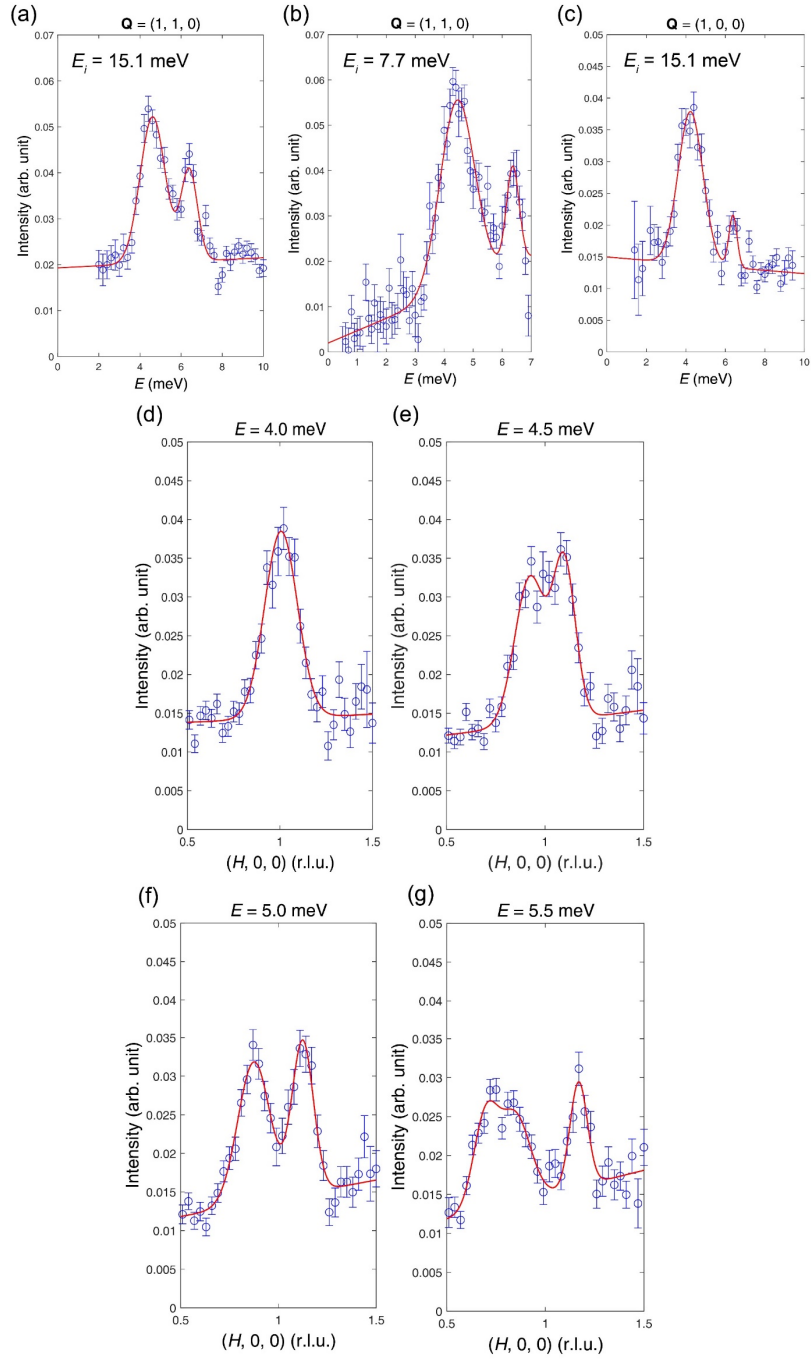 (a)
Q = (1, 1, 0)
E_i = 15.1 meV
Intensity (arb. unit)
0.07
0.06
0.05
0.04
0.03
0.02
0.01
0
0 2 4 6 8 10
E (meV)
(b)
Q = (1, 1, 0)
E_i = 7.7 meV
Intensity (arb. unit)
0.07
0.06
0.05
0.04
0.03
0.02
0.01
0
0 1 2 3 4 5 6 7
E (meV)
(c)
Q = (1, 0, 0)
E_i = 15.1 meV
Intensity (arb. unit)
0.05
0.045
0.04
0.035
0.03
0.025
0.02
0.015
0.01
0.005
0
0 2 4 6 8 10
E (meV)
(d)
E = 4.0 meV
Intensity (arb. unit)
0.05
0.045
0.04
0.035
0.03
0.025
0.02
0.015
0.01
0.005
0
0.5 1 1.5
(H, 0, 0) (r.l.u.)
(e)
E = 4.5 meV
Intensity (arb. unit)
0.05
0.045
0.04
0.035
0.03
0.025
0.02
0.015
0.01
0.005
0
0.5 1 1.5
(H, 0, 0) (r.l.u.)
(f)
E = 5.0 meV
Intensity (arb. unit)
0.05
0.045
0.04
0.035
0.03
0.025
0.02
0.015
0.01
0.005
0
0.5 1 1.5
(H, 0, 0) (r.l.u.)
(g)
E = 5.5 meV
Intensity (arb. unit)
0.05
0.045
0.04
0.035
0.03
0.025
0.02
0.015
0.01
0.005
0
0.5 1 1.5
(H, 0, 0) (r.l.u.)